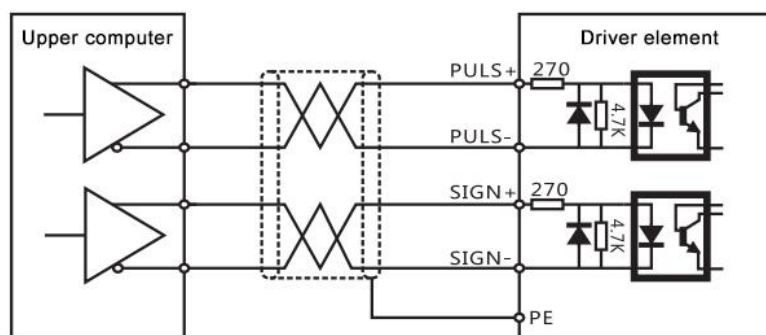 Upper computer
Driver element
PULS+ 270
4.7K
PULS-
SIGN+ 270
4.7K
SIGN-
PE